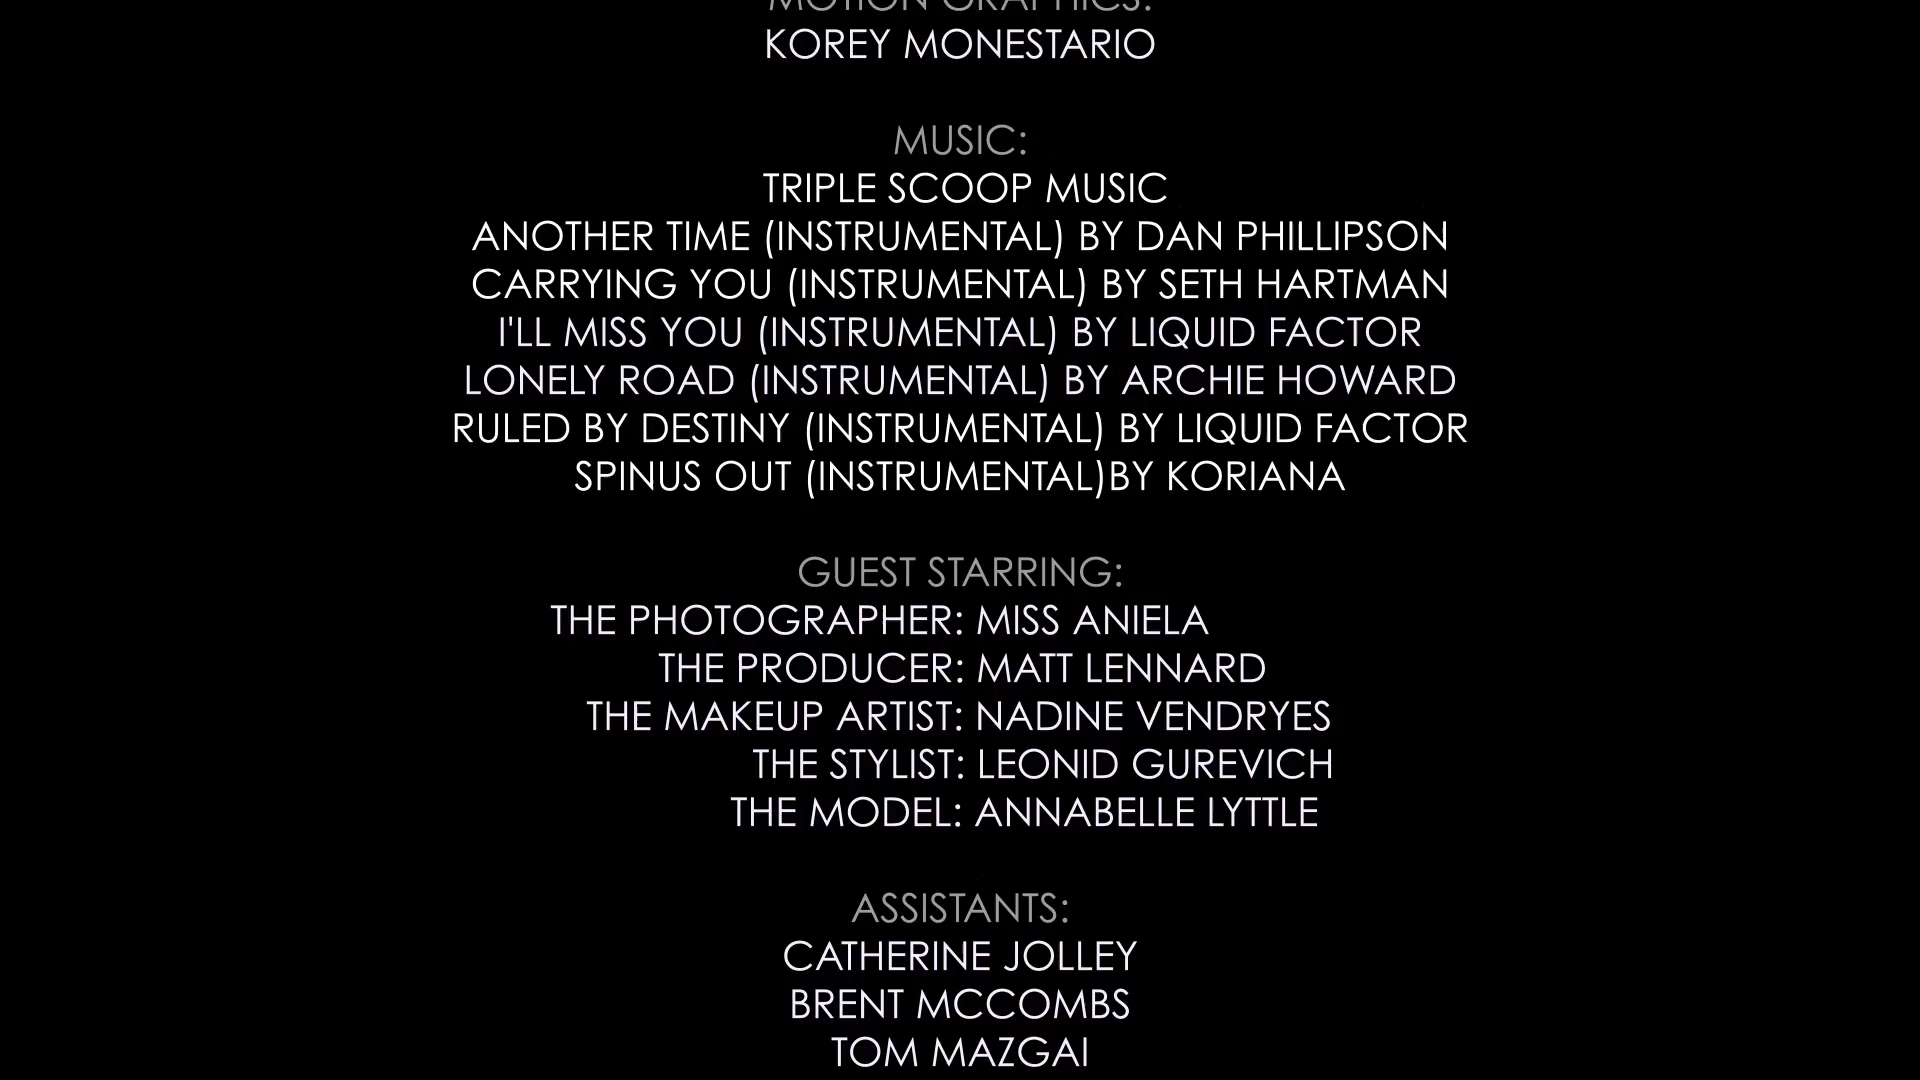 MOTION GRAPHICS:
KOREY MONESTARIO
MUSIC:
TRIPLE SCOOP MUSIC
ANOTHER TIME (INSTRUMENTAL) BY DAN PHILLIPSON
CARRYING YOU (INSTRUMENTAL) BY SETH HARTMAN
I'LL MISS YOU (INSTRUMENTAL) BY LIQUID FACTOR
LONELY ROAD (INSTRUMENTAL) BY ARCHIE HOWARD
RULED BY DESTINY (INSTRUMENTAL) BY LIQUID FACTOR
SPINUS OUT (INSTRUMENTAL)BY KORIANA
GUEST STARRING:
THE PHOTOGRAPHER: MISS ANIELA
THE PRODUCER: MATT LENNARD
THE MAKEUP ARTIST: NADINE VENDRYES
THE STYLIST: LEONID GUREVICH
THE MODEL: ANNABELLE LYTTLE
ASSISTANTS:
CATHERINE JOLLEY
BRENT MCCOMBS
TOM MAZGAI